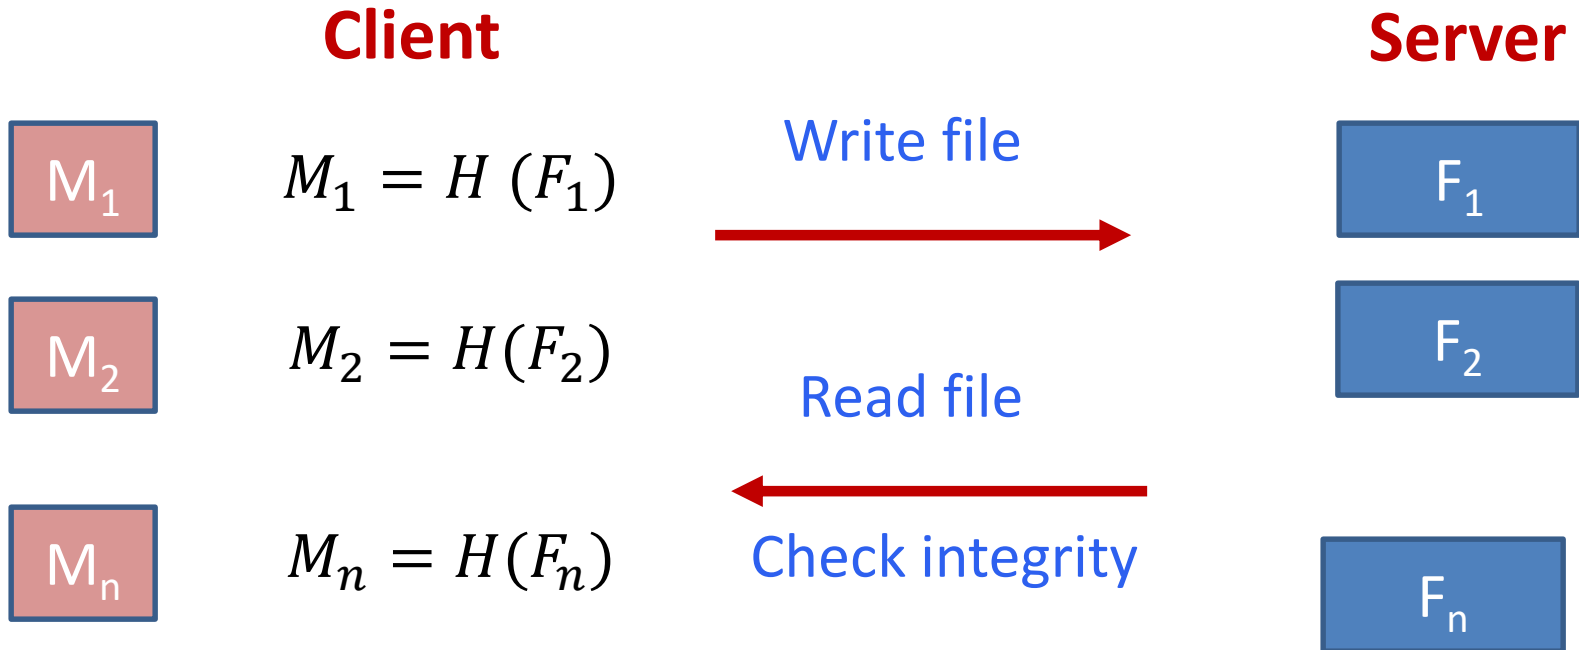 Client
Server
M₁
M₁ = H (F₁)
Write file
F₁
M₂
M₂ = H(F₂)
F₂
Read file
Mₙ
Mₙ = H(Fₙ)
Check integrity
Fₙ